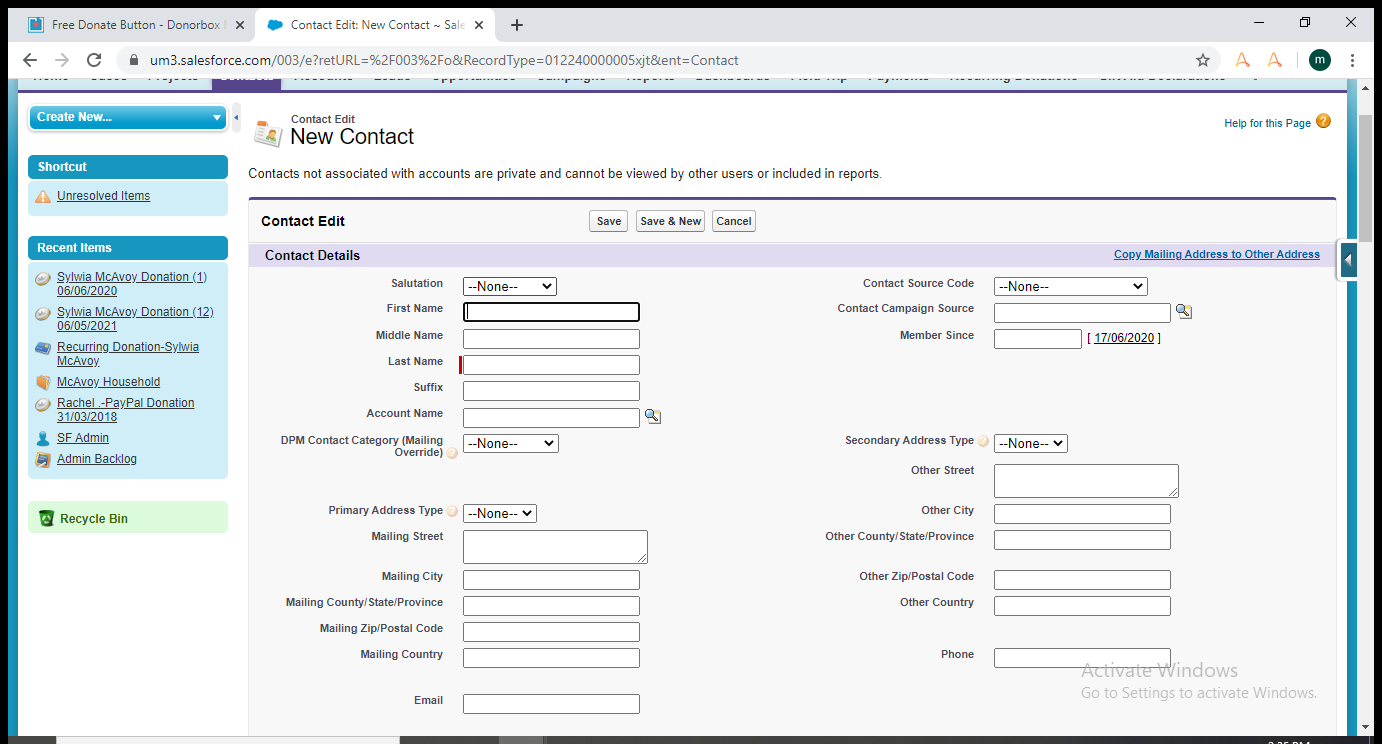 Free Donate Button - Donorbox
Contact Edit: New Contact ~ Sale
um3.salesforce.com/003/e?retURL=%2F003%2Fo&RecordType=012240000005xjt&ent=Contact
m
Create New...
Contact Edit
New Contact
Help for this Page
Contacts not associated with accounts are private and cannot be viewed by other users or included in reports.
Shortcut
Unresolved Items
Recent Items
Sylwia McAvoy Donation (1)
06/06/2020
Sylwia McAvoy Donation (12)
06/05/2021
Recurring Donation-Sylwia
McAvoy
McAvoy Household
Rachel .-PayPal Donation
31/03/2018
SF Admin
Admin Backlog
Recycle Bin
Contact Edit
Save
Save & New
Cancel
Contact Details
Copy Mailing Address to Other Address
Salutation --None--
Contact Source Code --None--
First Name
Contact Campaign Source
Middle Name
Member Since [ 17/06/2020 ]
Last Name
Suffix
Account Name
DPM Contact Category (Mailing
Override) --None--
Secondary Address Type --None--
Other Street
Primary Address Type --None--
Other City
Mailing Street
Other County/State/Province
Mailing City
Other Zip/Postal Code
Mailing County/State/Province
Other Country
Mailing Zip/Postal Code
Mailing Country
Phone
Email
Activate Windows
Go to Settings to activate Windows.